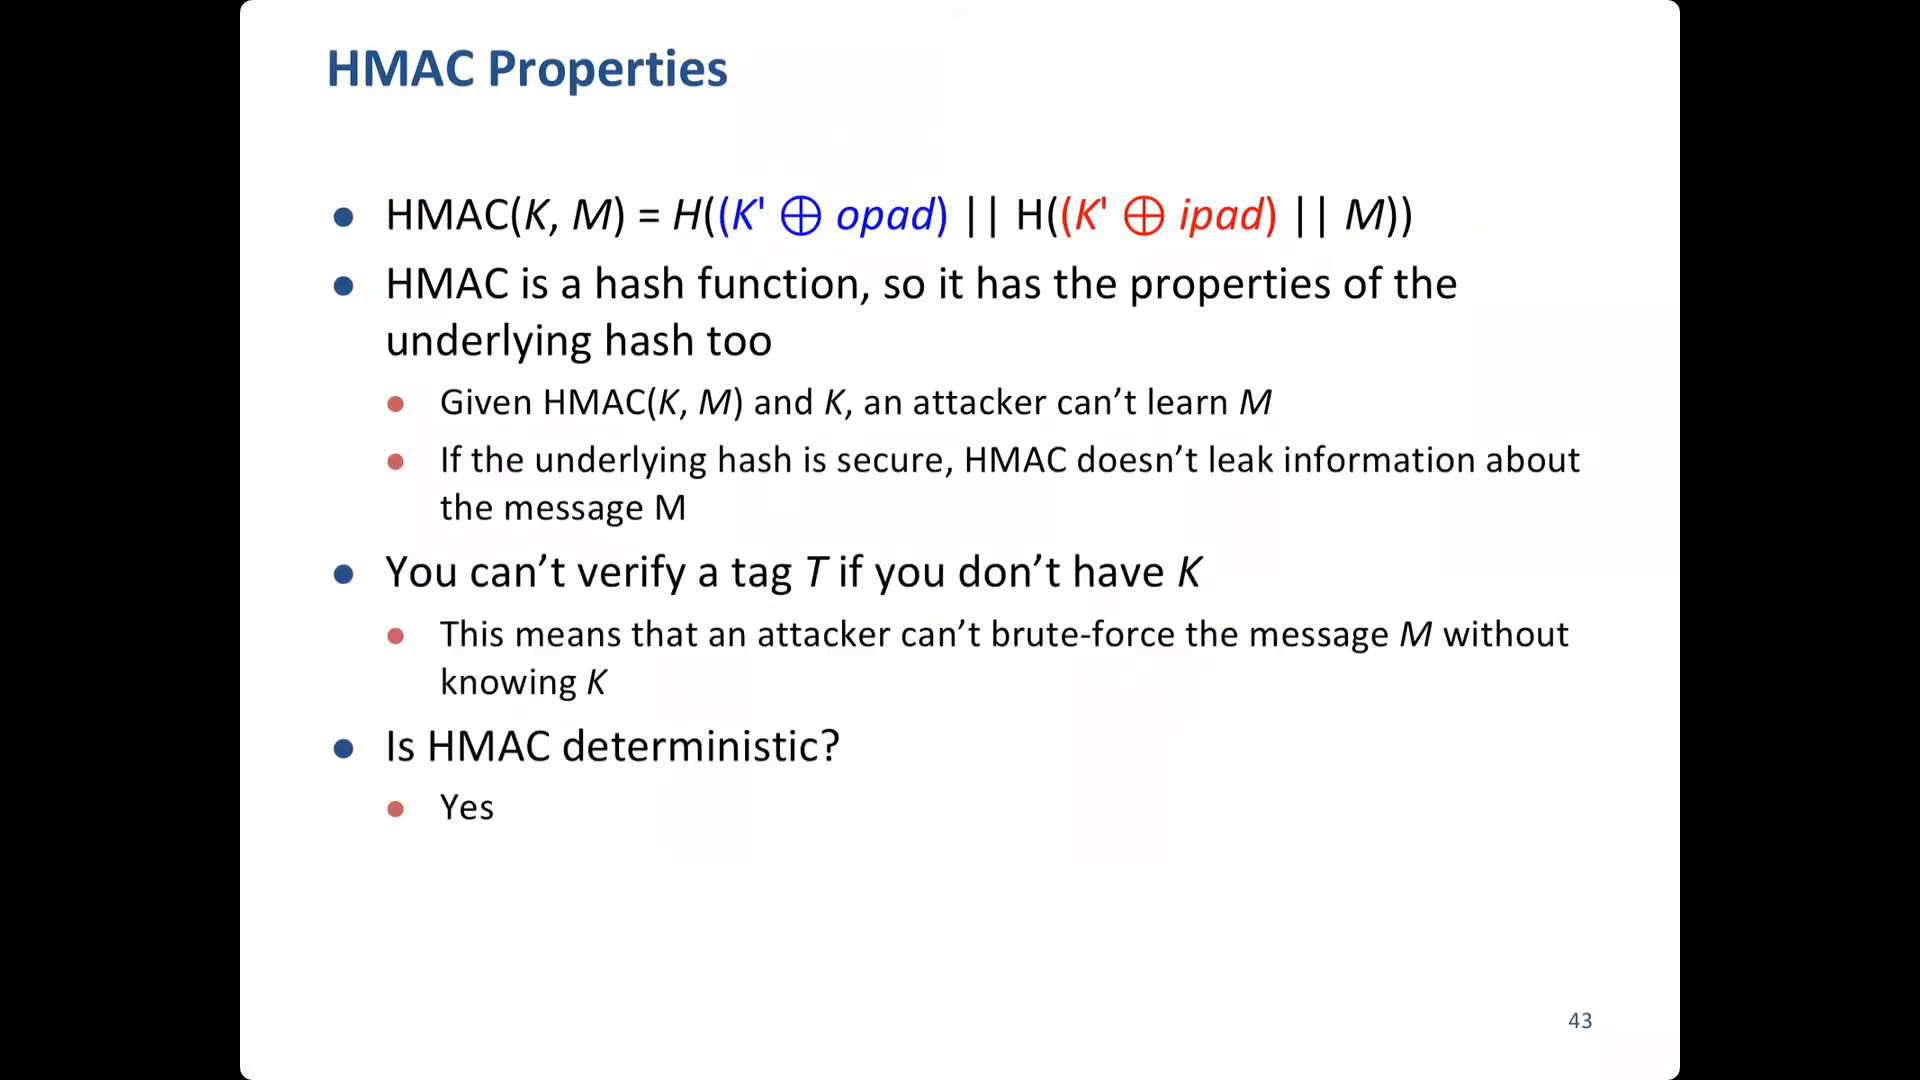 HMAC Properties
● HMAC(K, M) = H((K' ⊕ opad) || H((K' ⊕ ipad) || M))
● HMAC is a hash function, so it has the properties of the
underlying hash too
● Given HMAC(K, M) and K, an attacker can’t learn M
● If the underlying hash is secure, HMAC doesn’t leak information about
the message M
● You can’t verify a tag T if you don’t have K
● This means that an attacker can’t brute-force the message M without
knowing K
● Is HMAC deterministic?
● Yes
43